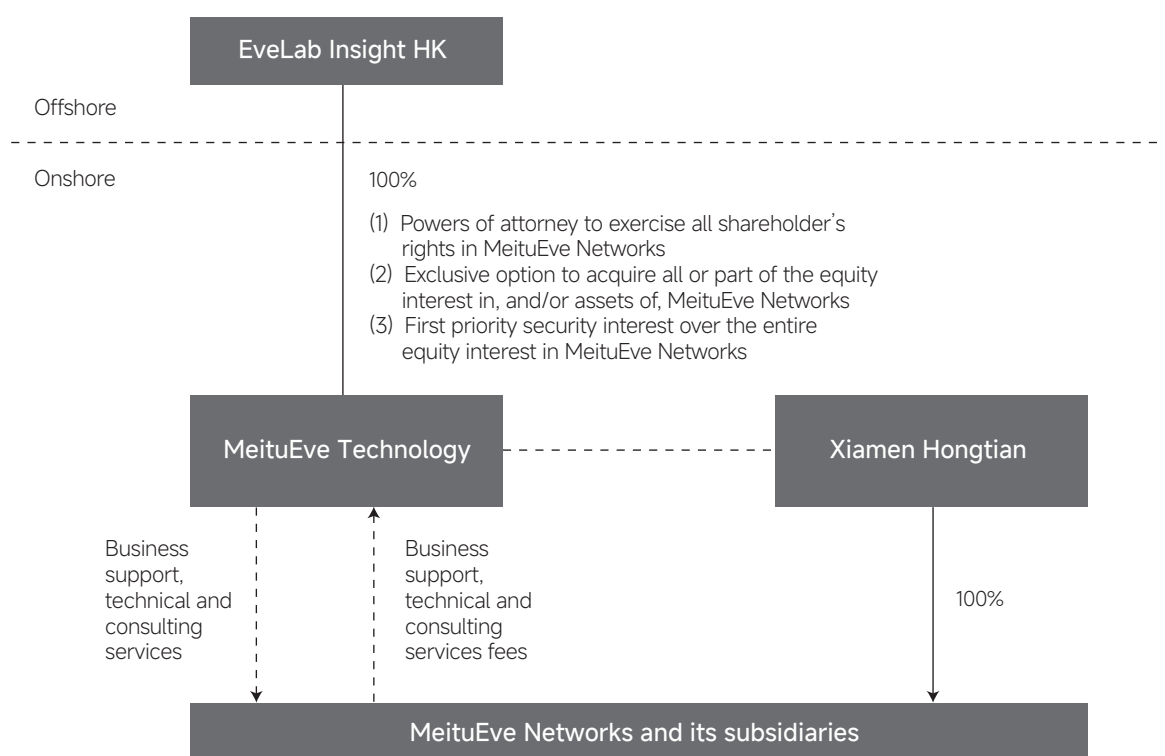 EveLab Insight HK
Offshore
Onshore
100%
(1) Powers of attorney to exercise all shareholder's
rights in MeituEve Networks
(2) Exclusive option to acquire all or part of the equity
interest in, and/or assets of, MeituEve Networks
(3) First priority security interest over the entire
equity interest in MeituEve Networks
MeituEve Technology
Xiamen Hongtian
Business
support,
technical and
consulting
services
Business
support,
technical and
consulting
services fees
100%
MeituEve Networks and its subsidiaries